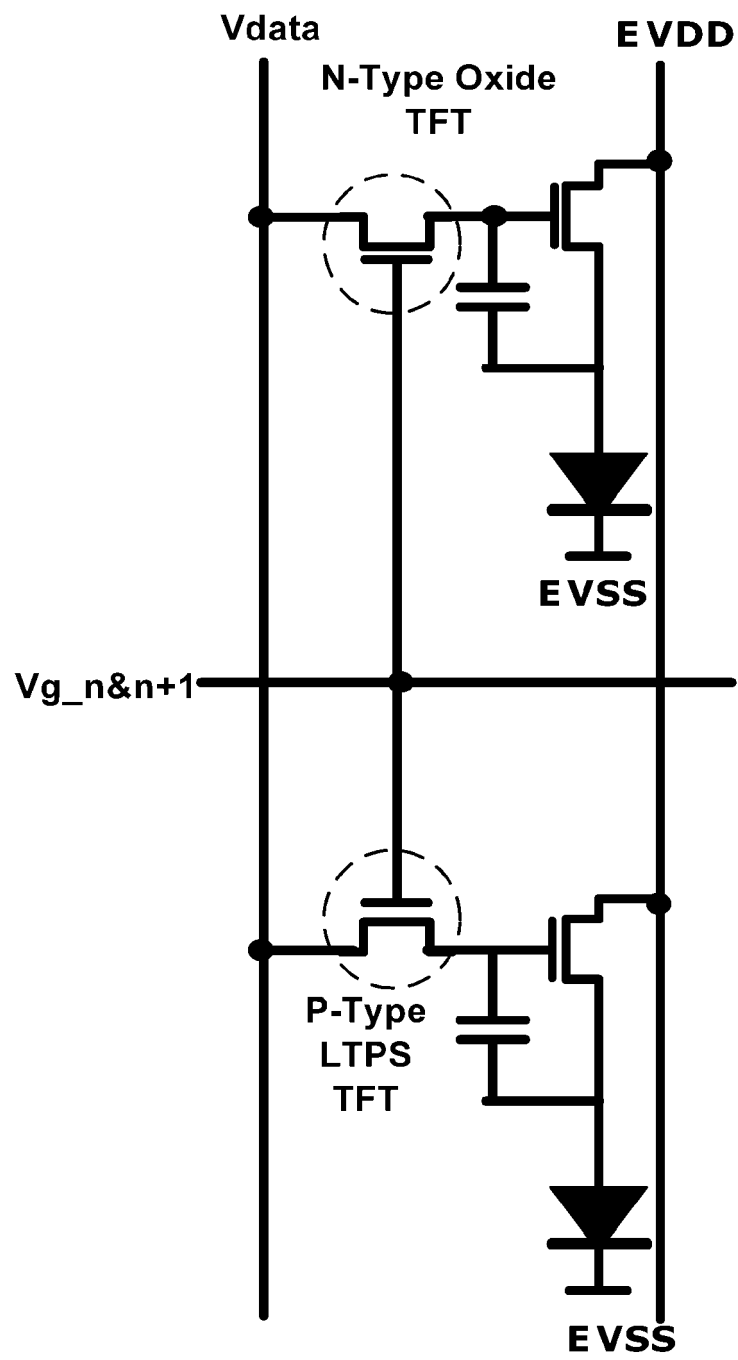 Vdata
EVDD
N-Type Oxide
TFT
EVSS
Vg_n&n+1
P-Type
LTPS
TFT
EVSS